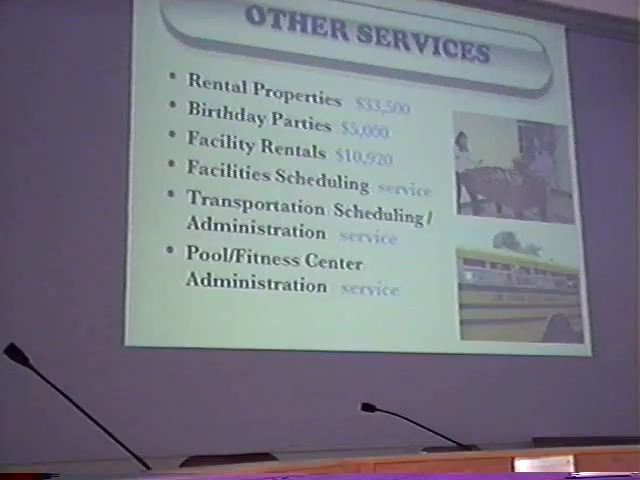 OTHER SERVICES
• Rental Properties $33,500
• Birthday Parties $5,000
• Facility Rentals $10,920
• Facilities Scheduling service
• Transportation Scheduling /
Administration service
• Pool/Fitness Center
Administration service